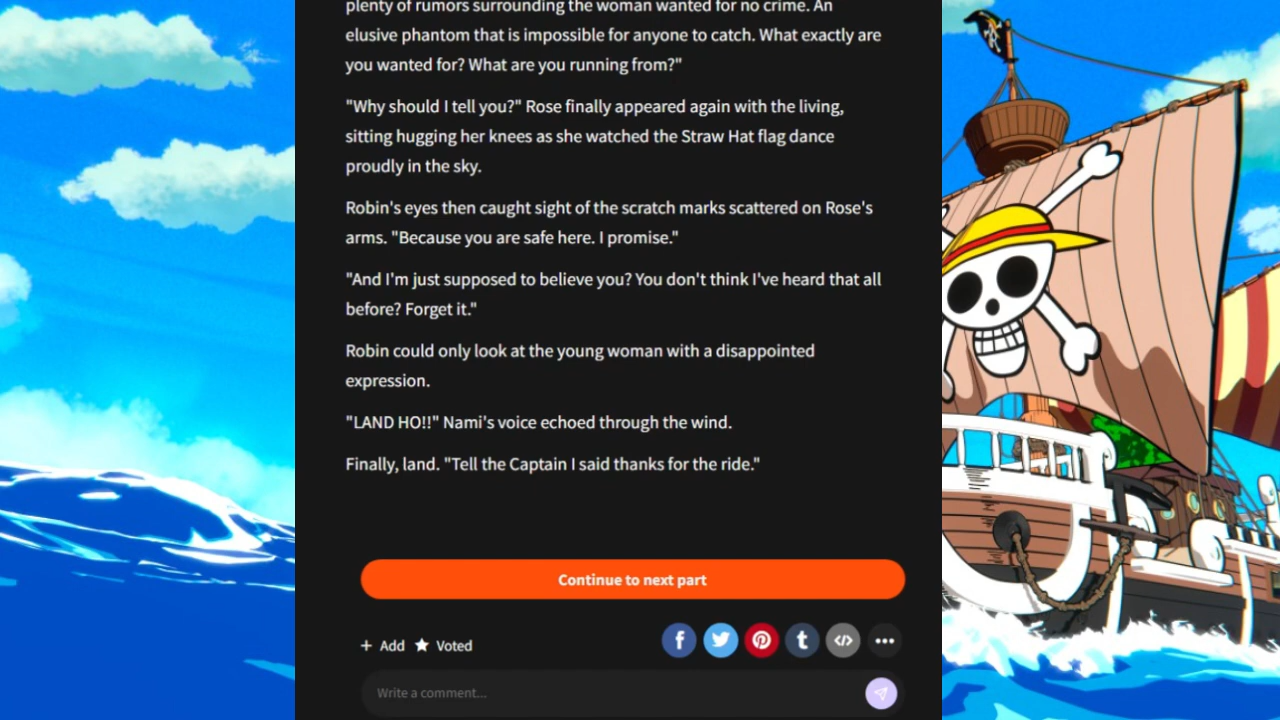 plenty of rumors surrounding the woman wanted for no crime. An
elusive phantom that is impossible for anyone to catch. What exactly are
you wanted for? What are you running from?"
"Why should I tell you?" Rose finally appeared again with the living,
sitting hugging her knees as she watched the Straw Hat flag dance
proudly in the sky.
Robin's eyes then caught sight of the scratch marks scattered on Rose's
arms. "Because you are safe here. I promise."
"And I'm just supposed to believe you? You don't think I've heard that all
before? Forget it."
Robin could only look at the young woman with a disappointed
expression.
"LAND HO!!" Nami's voice echoed through the wind.
Finally, land. "Tell the Captain I said thanks for the ride."
Continue to next part
+ Add ★ Voted
Write a comment...